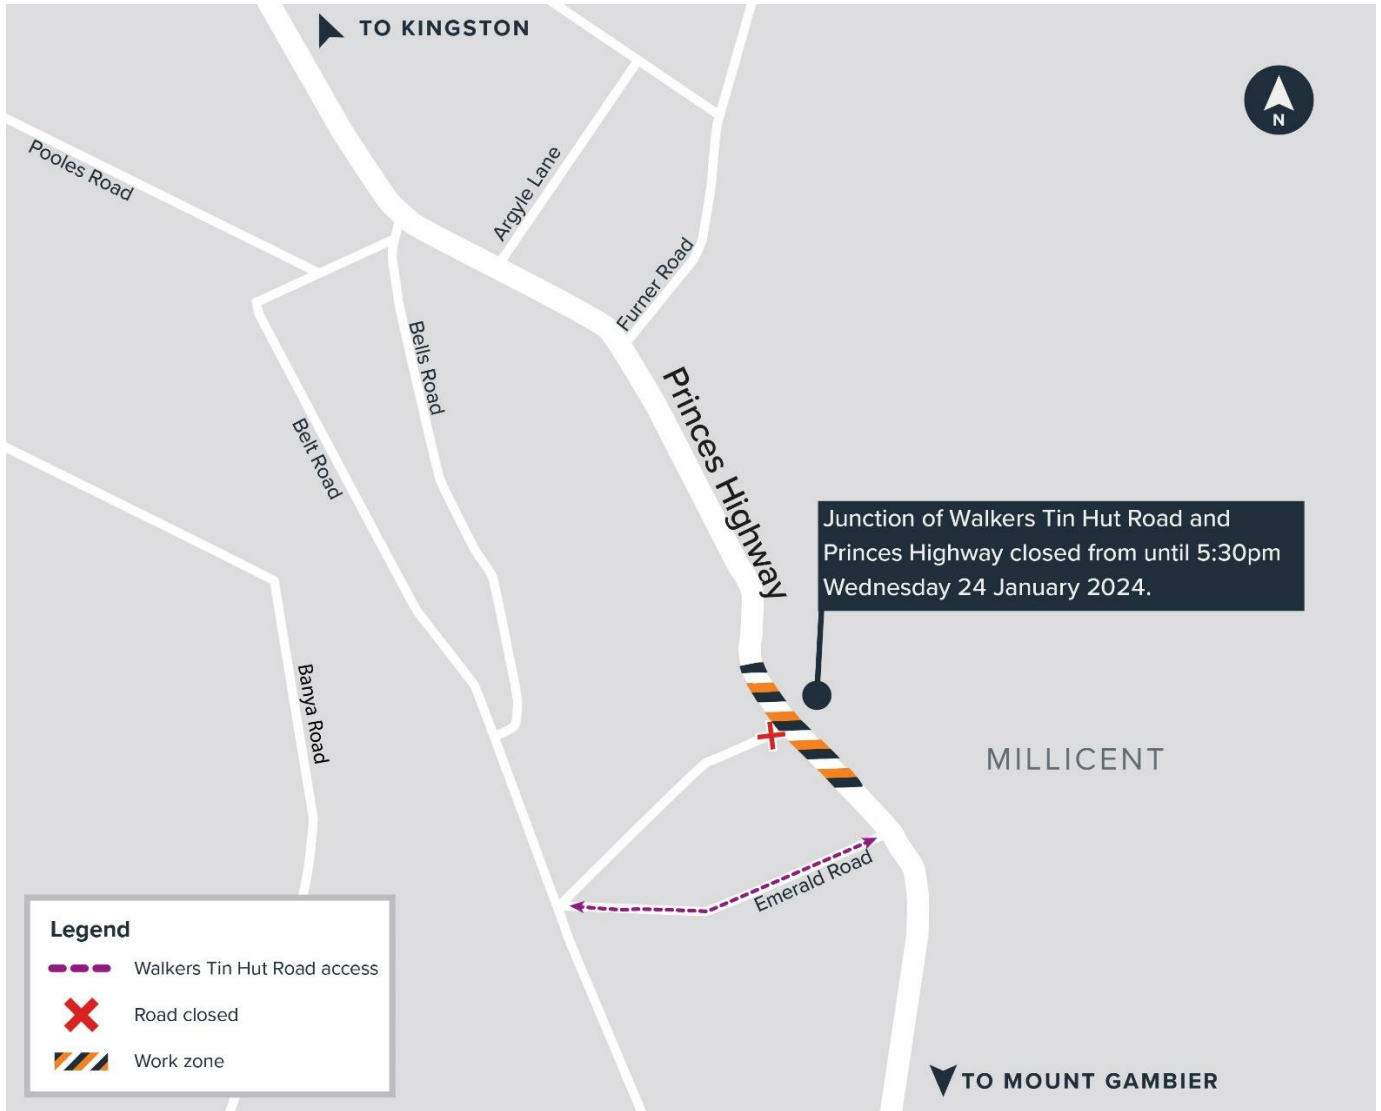 TO KINGSTON
N
Pooles Road
Argyle Lane
Furner Road
Bells Road
Princes Highway
Belt Road
Junction of Walkers Tin Hut Road and
Princes Highway closed from until 5:30pm
Wednesday 24 January 2024.
Banya Road
MILLICENT
Emerald Road
Legend
Walkers Tin Hut Road access
Road closed
Work zone
TO MOUNT GAMBIER